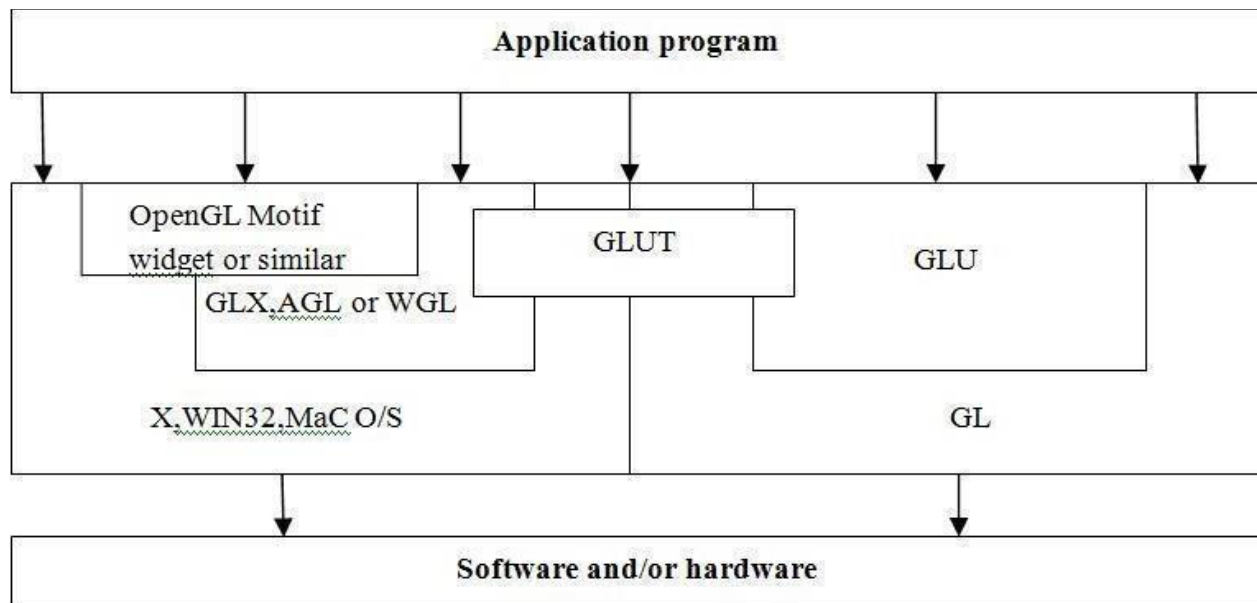 Application program
OpenGL Motif
widget or similar
GLUT
GLU
GLX,AGL or WGL
X,WIN32,MaC O/S
GL
Software and/or hardware